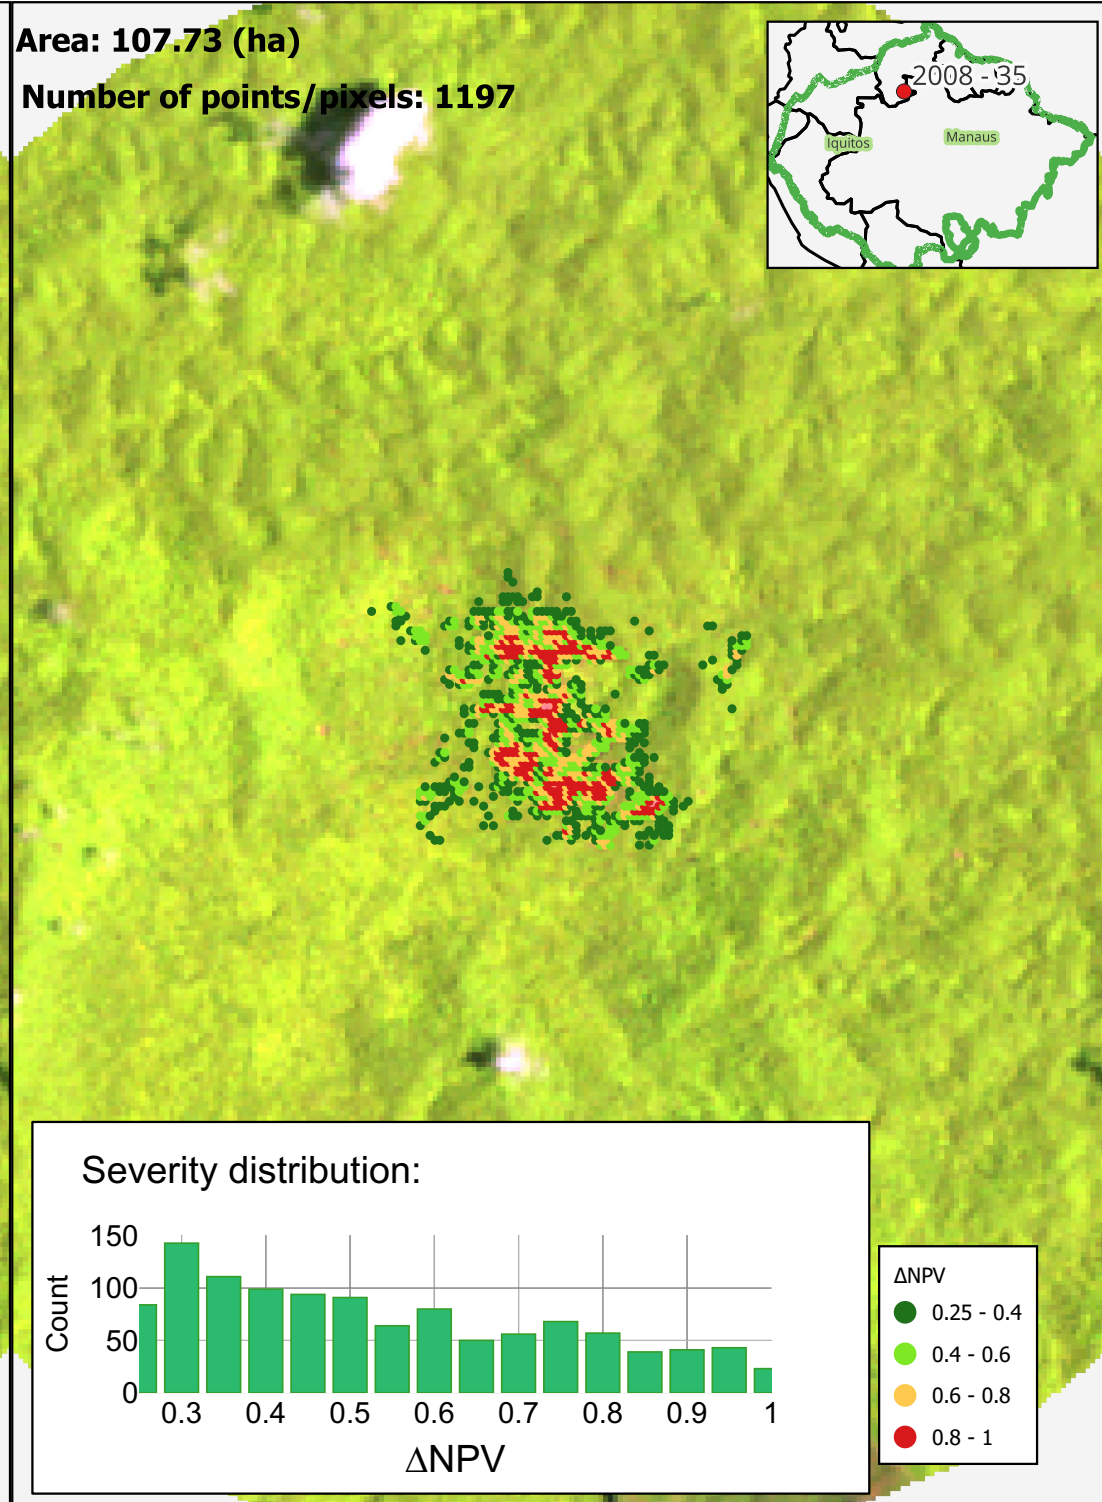 Area: 107.73 (ha)
Number of points/pixels: 1197
2008 - 35
Iquitos
Manaus
Severity distribution:
150
100
50
0
Count
0.3 0.4 0.5 0.6 0.7 0.8 0.9 1
ΔNPV
ΔNPV
0.25 - 0.4
0.4 - 0.6
0.6 - 0.8
0.8 - 1